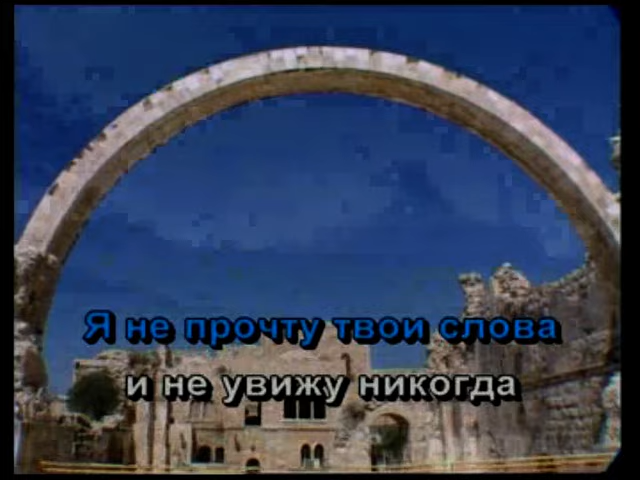 Я не прочту твои слова
и не увижу никогда